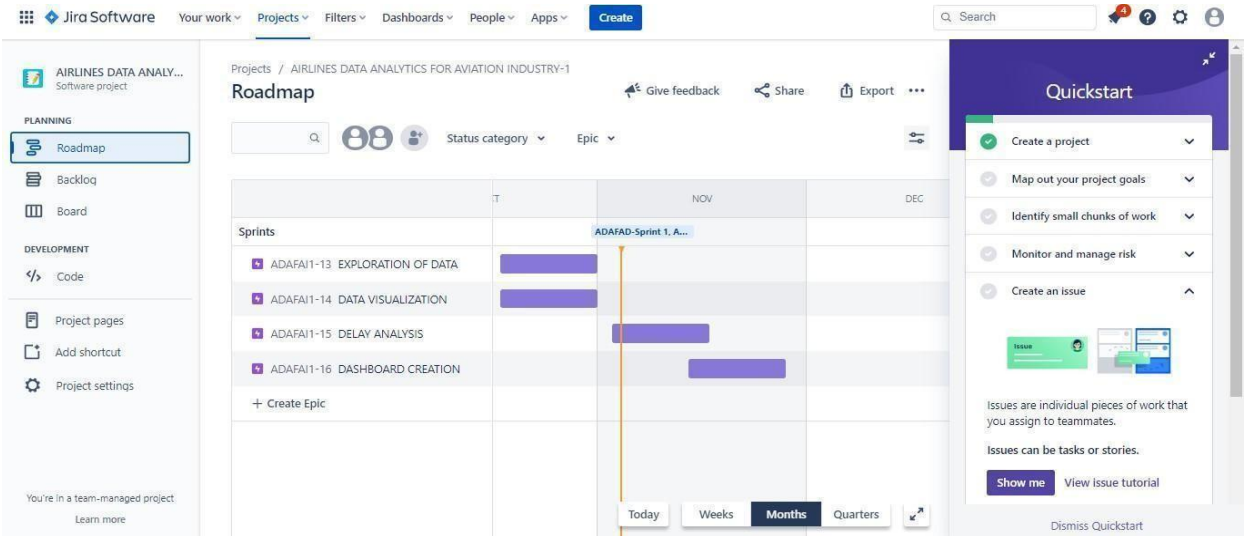 Jira Software
Your work
Projects
Filters
Dashboards
People
Apps
Create
Search
4
AIRLINES DATA ANALY...
Software project
PLANNING
Roadmap
Backlog
Board
DEVELOPMENT
Code
Project pages
Add shortcut
Project settings
You're in a team-managed project
Learn more
Projects / AIRLINES DATA ANALYTICS FOR AVIATION INDUSTRY-1
Roadmap
Give feedback
Share
Export
Status category
Epic
NOV
DEC
Sprints
ADAFAD-Sprint 1, A...
ADAFAI1-13 EXPLORATION OF DATA
ADAFAI1-14 DATA VISUALIZATION
ADAFAI1-15 DELAY ANALYSIS
ADAFAI1-16 DASHBOARD CREATION
+ Create Epic
Today
Weeks
Months
Quarters
Quickstart
Create a project
Map out your project goals
Identify small chunks of work
Monitor and manage risk
Create an issue
Issue
Issues are individual pieces of work that
you assign to teammates.
Issues can be tasks or stories.
Show me
View issue tutorial
Dismiss Quickstart